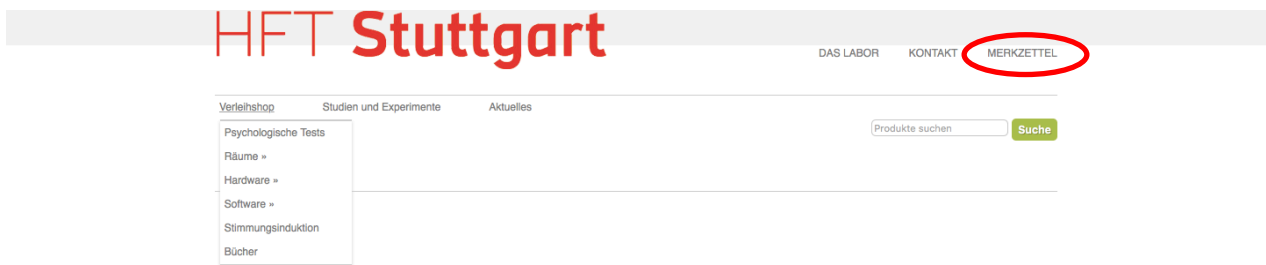 HFT Stuttgart
DAS LABOR KONTAKT MERKZETTEL
Verleihshop Studien und Experimente Aktuelles
Produkte suchen Suche
Psychologische Tests
Räume »
Hardware »
Software »
Stimmungsinduktion
Bücher